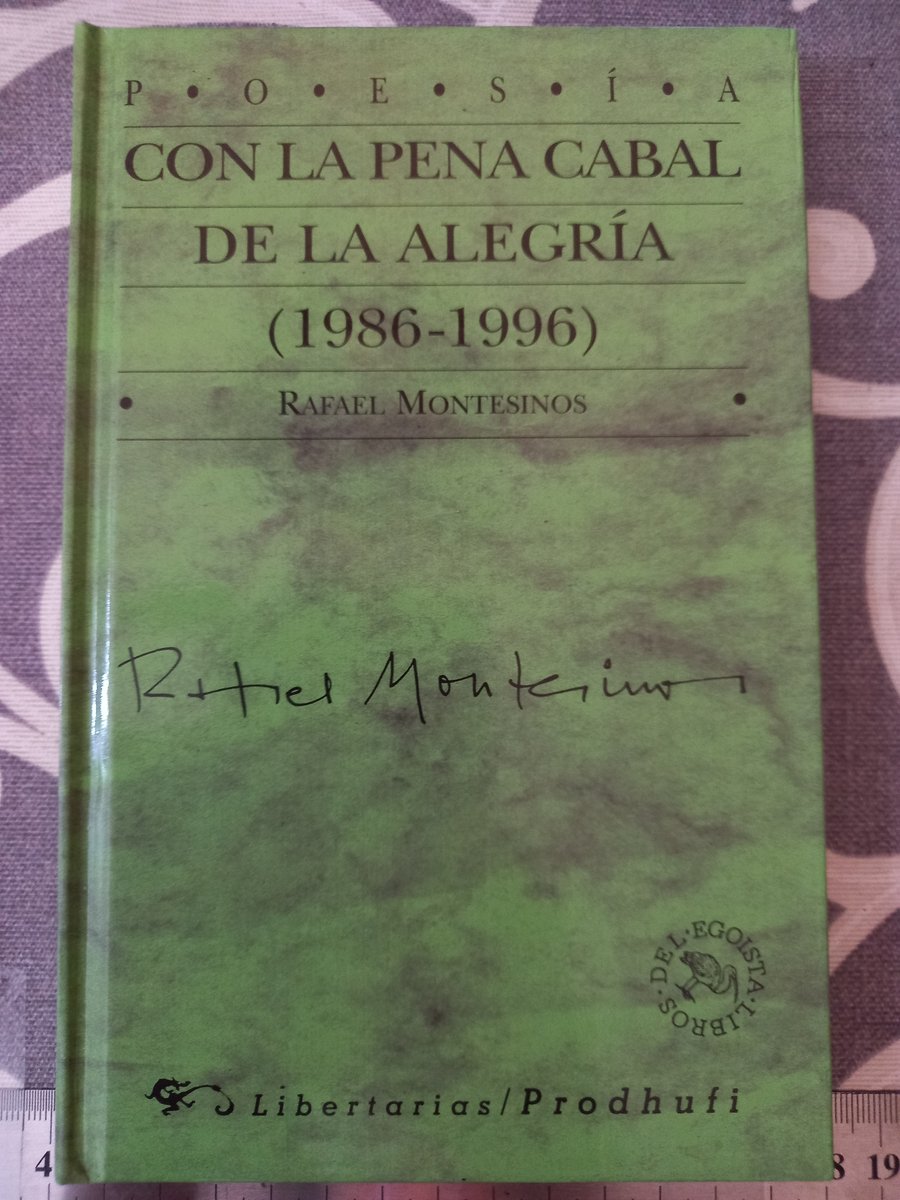 P • O • E • S • Í • A
CON LA PENA CABAL
DE LA ALEGRÍA
(1986-1996)
• RAFAEL MONTESINOS •
Rafael Montesinos
LIBROS · DEL · EGOISTA ·
Libertarias/Prodhufi
4
8 19